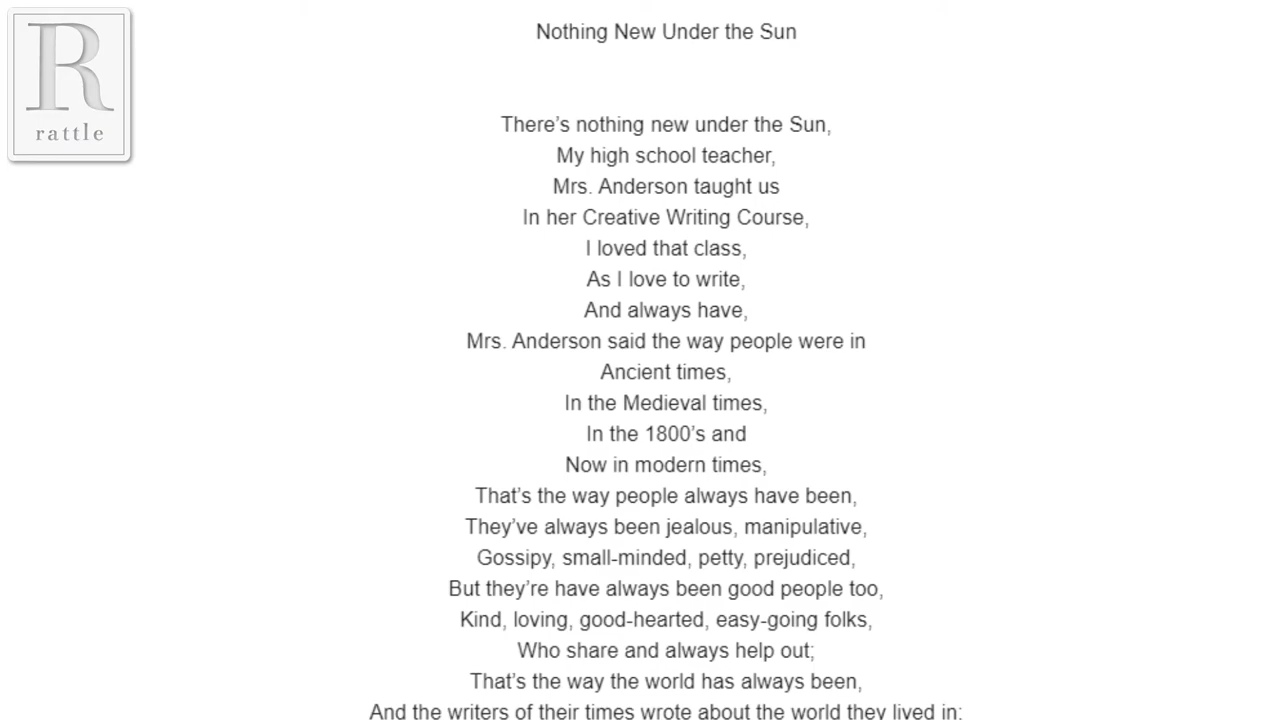 R
rattle
Nothing New Under the Sun
There’s nothing new under the Sun,
My high school teacher,
Mrs. Anderson taught us
In her Creative Writing Course,
I loved that class,
As I love to write,
And always have,
Mrs. Anderson said the way people were in
Ancient times,
In the Medieval times,
In the 1800’s and
Now in modern times,
That’s the way people always have been,
They’ve always been jealous, manipulative,
Gossipy, small-minded, petty, prejudiced,
But they’re have always been good people too,
Kind, loving, good-hearted, easy-going folks,
Who share and always help out;
That’s the way the world has always been,
And the writers of their times wrote about the world they lived in: